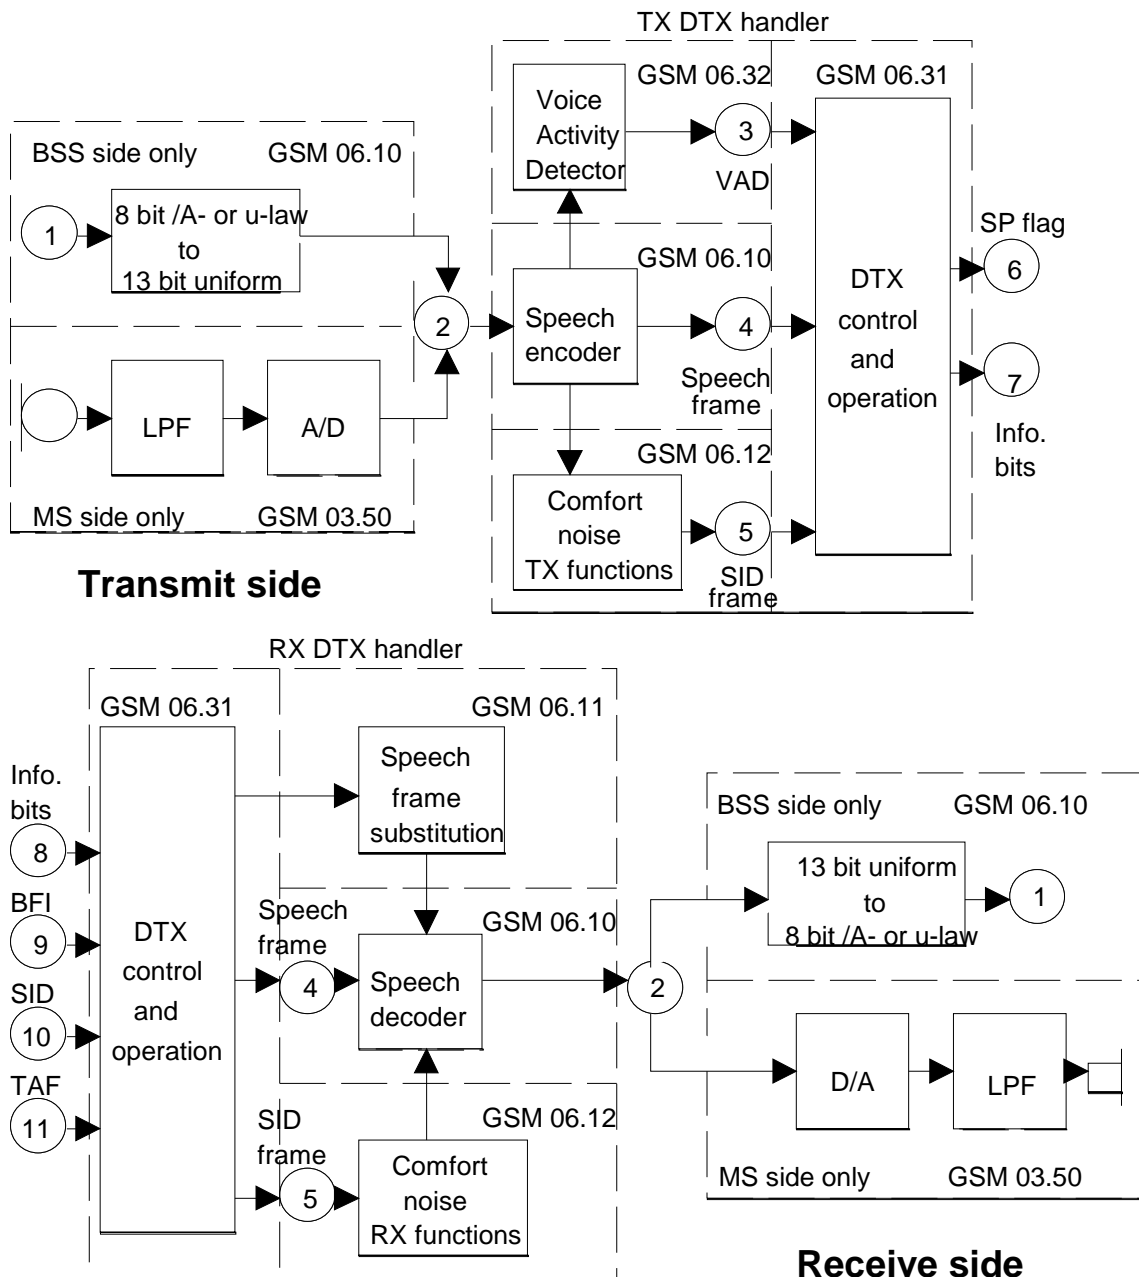 TX DTX handler
GSM 06.32
GSM 06.31
Voice
Activity
Detector
3
VAD
BSS side only
GSM 06.10
1
8 bit /A- or u-law
to
13 bit uniform
2
GSM 06.10
Speech
encoder
4
Speech
frame
DTX
control
and
operation
SP flag
6
7
Info.
bits
LPF
A/D
MS side only
GSM 03.50
GSM 06.12
Comfort
noise
TX functions
5
SID
frame
Transmit side
RX DTX handler
GSM 06.31
GSM 06.11
Speech
frame
substitution
Info.
bits
8
BFI
9
SID
10
TAF
11
DTX
control
and
operation
Speech
frame
4
GSM 06.10
Speech
decoder
2
SID
frame
5
GSM 06.12
Comfort
noise
RX functions
BSS side only
GSM 06.10
13 bit uniform
to
8 bit /A- or u-law
1
D/A
LPF
MS side only
GSM 03.50
Receive side